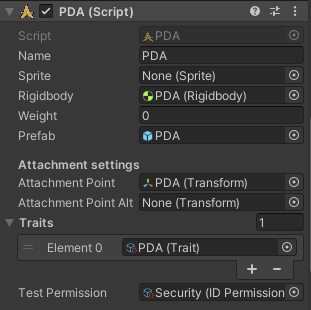 PDA (Script)
Script PDA
Name PDA
Sprite None (Sprite)
Rigidbody PDA (Rigidbody)
Weight 0
Prefab PDA
Attachment settings
Attachment Point PDA (Transform)
Attachment Point Alt None (Transform)
Traits 1
Element 0 PDA (Trait)
+ −
Test Permission Security (ID Permission